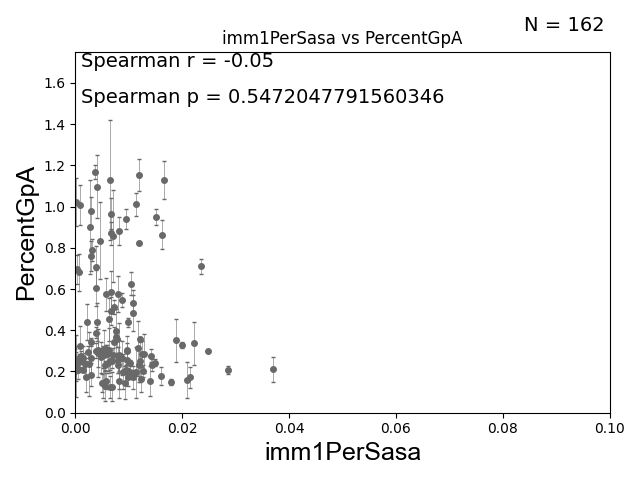 N = 162
imm1PerSasa vs PercentGpA
Spearman r = -0.05
Spearman p = 0.5472047791560346
PercentGpA
1.6
1.4
1.2
1.0
0.8
0.6
0.4
0.2
0.0
0.00 0.02 0.04 0.06 0.08 0.10
imm1PerSasa